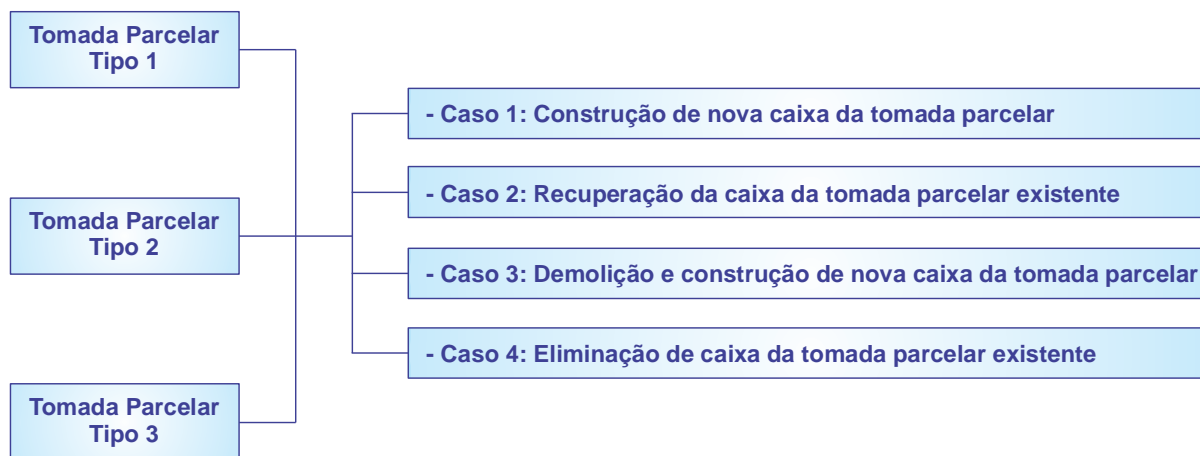 Tomada Parcelar
Tipo 1
- Caso 1: Construção de nova caixa da tomada parcelar
- Caso 2: Recuperação da caixa da tomada parcelar existente
Tomada Parcelar
Tipo 2
- Caso 3: Demolição e construção de nova caixa da tomada parcelar
- Caso 4: Eliminação de caixa da tomada parcelar existente
Tomada Parcelar
Tipo 3